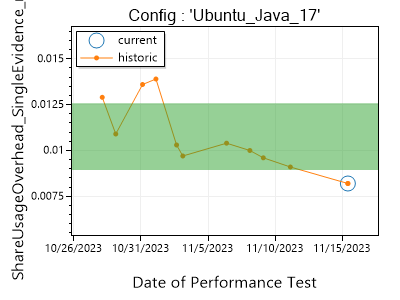 Config : 'Ubuntu_Java_17'
current
historic
ShareUsageOverhead_SingleEvidence_
0.015
0.0125
0.01
0.0075
10/26/2023
10/31/2023
11/5/2023
11/10/2023
11/15/2023
Date of Performance Test